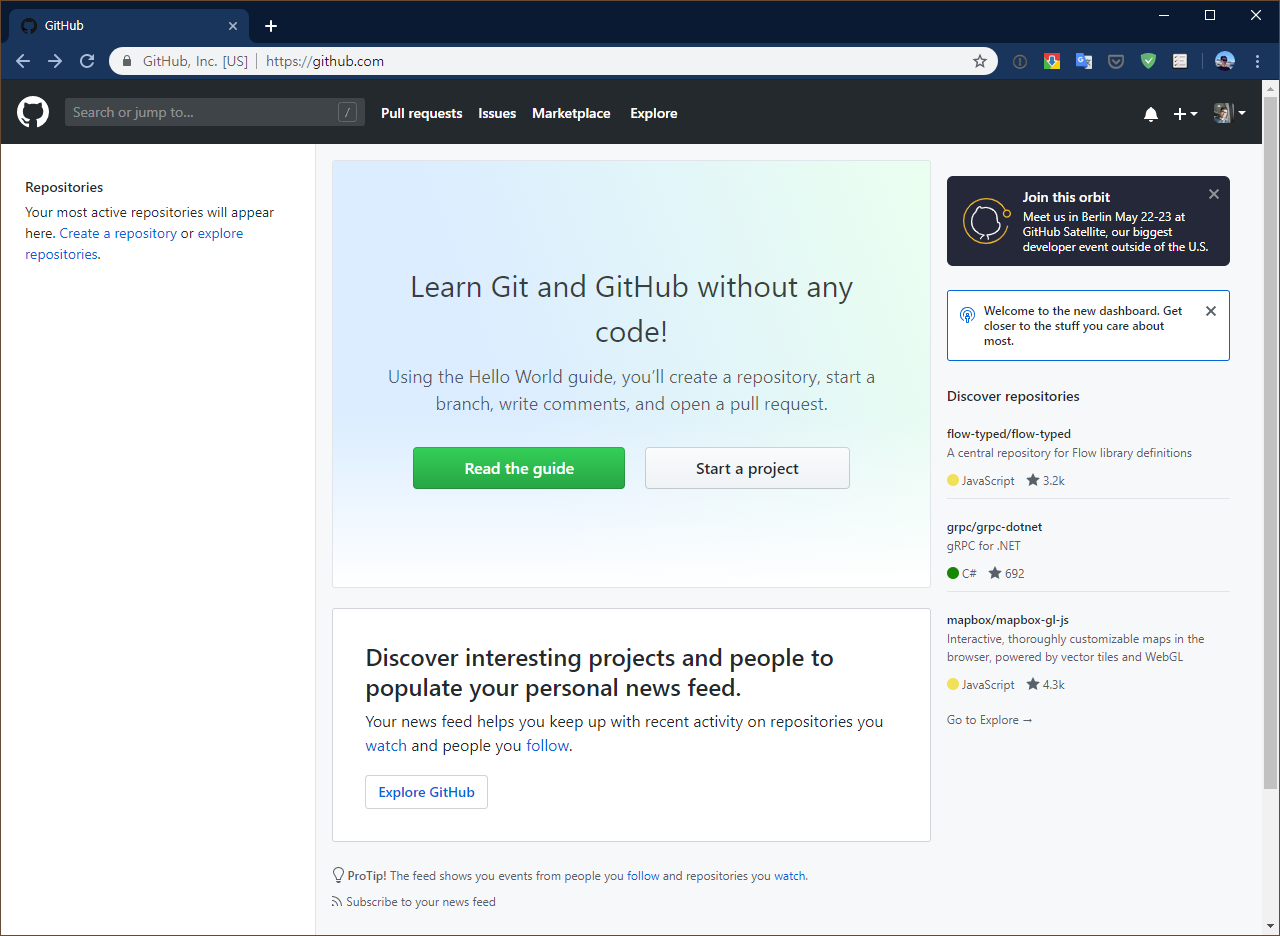 GitHub
GitHub, Inc. [US] | https://github.com
Search or jump to...
/
Pull requests
Issues
Marketplace
Explore
Repositories
Your most active repositories will appear
here. Create a repository or explore
repositories.
Learn Git and GitHub without any
code!
Using the Hello World guide, you’ll create a repository, start a
branch, write comments, and open a pull request.
Read the guide
Start a project
Discover interesting projects and people to
populate your personal news feed.
Your news feed helps you keep up with recent activity on repositories you
watch and people you follow.
Explore GitHub
ProTip! The feed shows you events from people you follow and repositories you watch.
Subscribe to your news feed
Join this orbit
Meet us in Berlin May 22-23 at
GitHub Satellite, our biggest
developer event outside of the U.S.
Welcome to the new dashboard. Get
closer to the stuff you care about
most.
Discover repositories
flow-typed/flow-typed
A central repository for Flow library definitions
JavaScript 3.2k
grpc/grpc-dotnet
gRPC for .NET
C# 692
mapbox/mapbox-gl-js
Interactive, thoroughly customizable maps in the
browser, powered by vector tiles and WebGL
JavaScript 4.3k
Go to Explore →